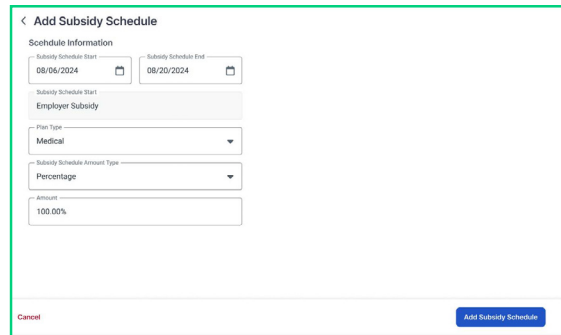 Add Subsidy Schedule
Scehdule Information
Subsidy Schedule Start
Subsidy Schedule End
08/06/2024
08/20/2024
Subsidy Schedule Start
Employer Subsidy
Plan Type
Medical
Subsidy Schedule Amount Type
Percentage
Amount
100.00%
Cancel
Add Subsidy Schedule